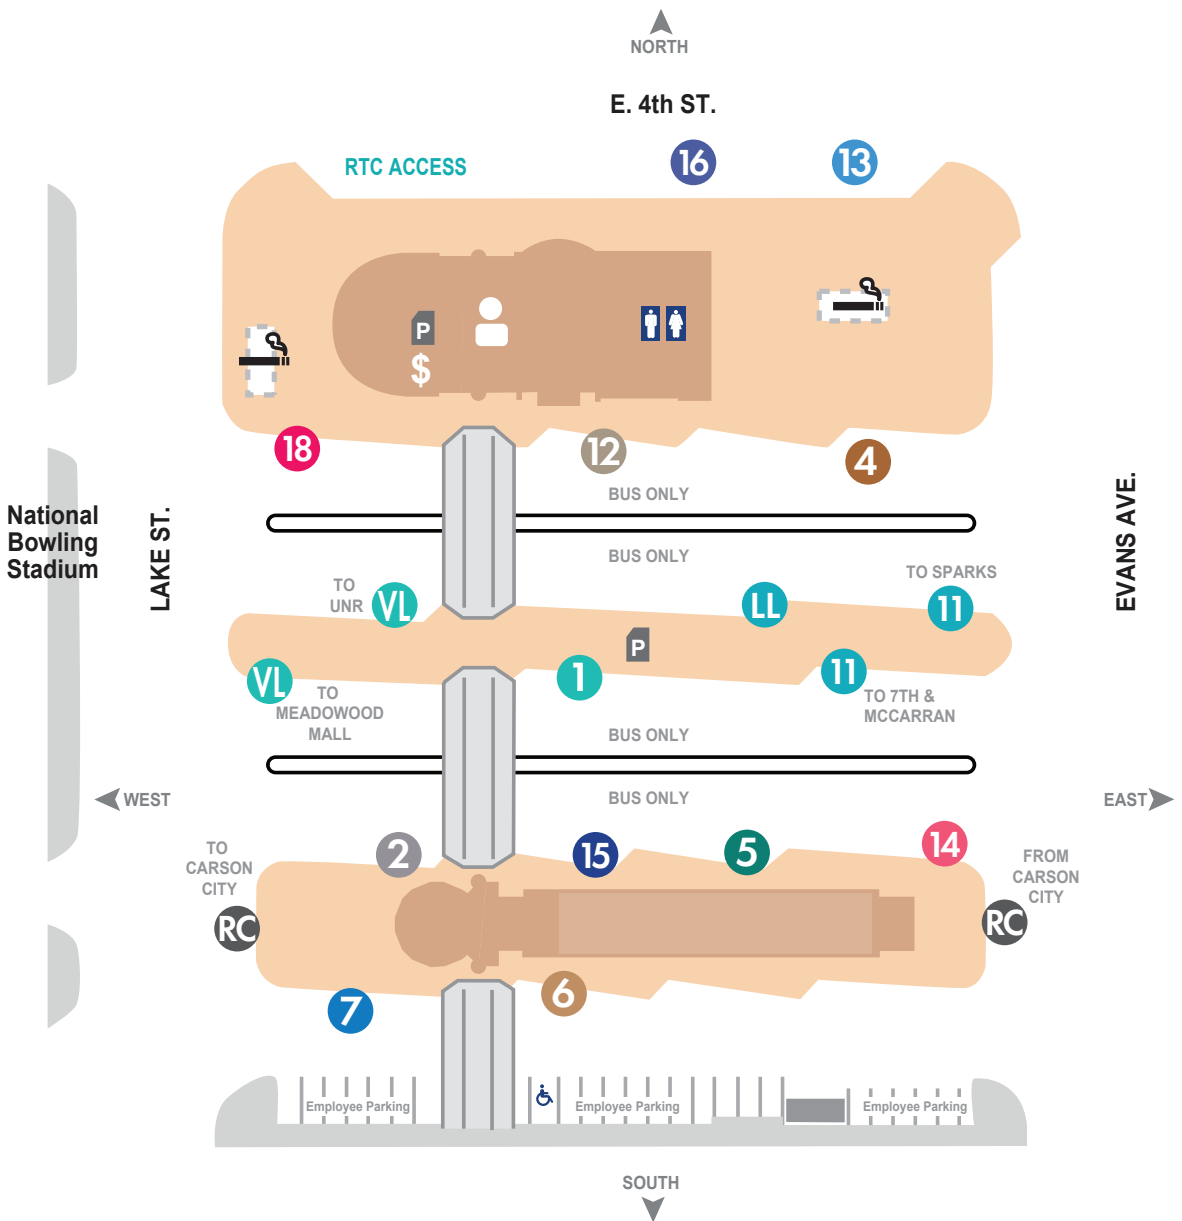 NORTH
E. 4th ST.
RTC ACCESS
16
13
P
$
18
12
4
BUS ONLY
National
Bowling
Stadium
LAKE ST.
EVANS AVE.
BUS ONLY
TO SPARKS
TO
UNR
VL
LL
11
P
VL
1
11
TO
MEADOWOOD
MALL
TO 7TH &
MCCARRAN
BUS ONLY
WEST
BUS ONLY
EAST
TO
CARSON
CITY
2
15
5
14
FROM
CARSON
CITY
RC
RC
7
6
Employee Parking
Employee Parking
Employee Parking
SOUTH